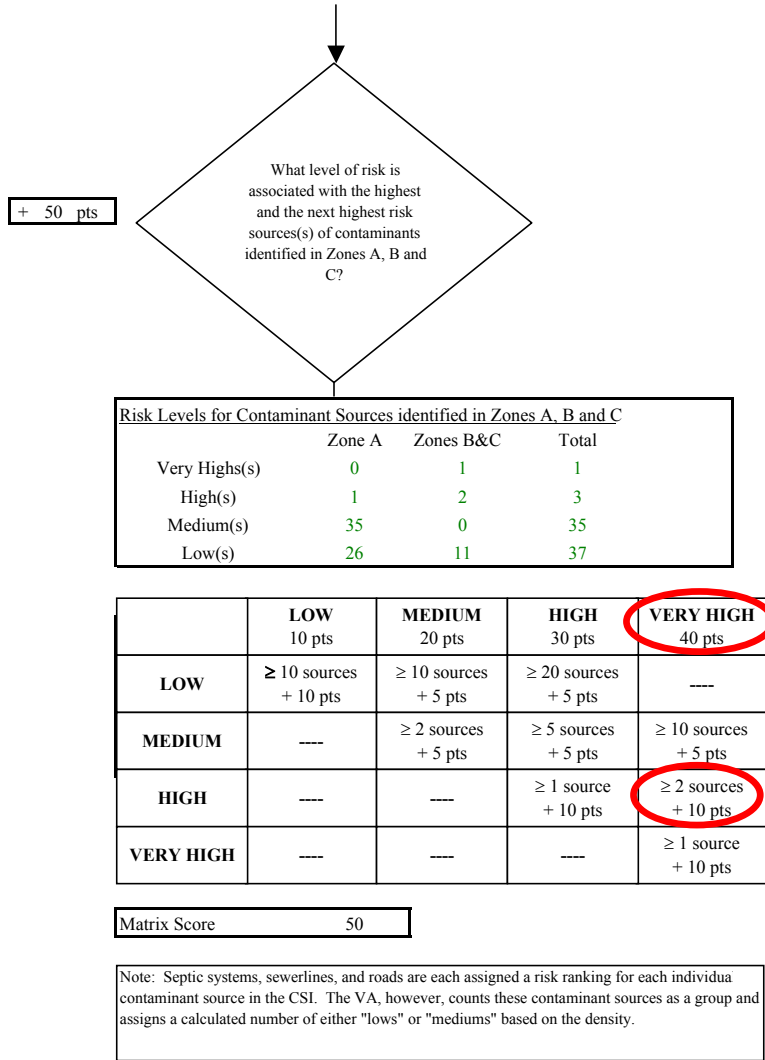 What level of risk is
associated with the highest
and the next highest risk
sources(s) of contaminants
identified in Zones A, B and
C?
+ 50 pts
Risk Levels for Contaminant Sources identified in Zones A, B and C
Zone A Zones B&C Total
Very Highs(s) 0 1 1
High(s) 1 2 3
Medium(s) 35 0 35
Low(s) 26 11 37
LOW MEDIUM HIGH VERY HIGH
10 pts 20 pts 30 pts 40 pts
LOW ≥ 10 sources ≥ 10 sources ≥ 20 sources ----
+ 10 pts + 5 pts + 5 pts
MEDIUM ---- ≥ 2 sources ≥ 5 sources ≥ 10 sources
+ 5 pts + 5 pts + 5 pts
HIGH ---- ---- ≥ 1 source ≥ 2 sources
+ 10 pts + 10 pts
VERY HIGH ---- ---- ---- ≥ 1 source
+ 10 pts
Matrix Score 50
Note: Septic systems, sewerlines, and roads are each assigned a risk ranking for each individua
contaminant source in the CSI. The VA, however, counts these contaminant sources as a group and
assigns a calculated number of either "lows" or "mediums" based on the density.